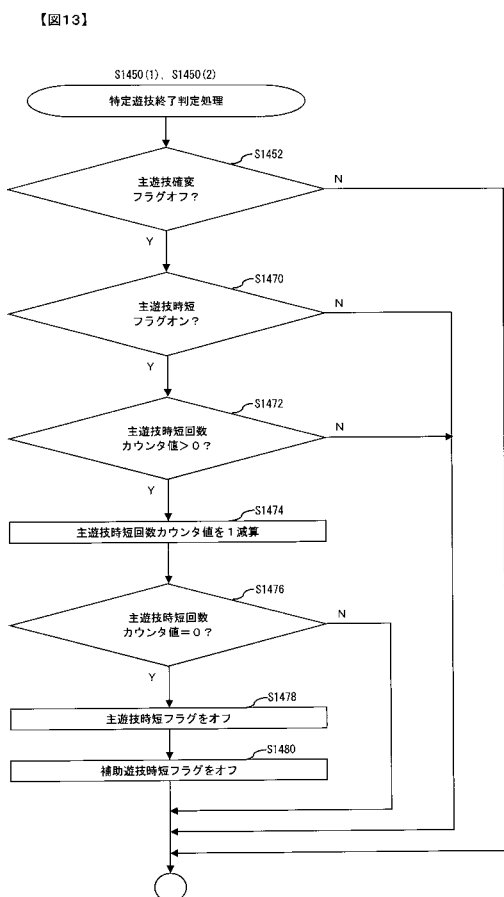 【図13】
S1450(1), S1450(2)
特定遊技終了判定処理
S1452
主遊技確変
フラグオフ?
N
Y
S1470
主遊技時短
フラグオン?
N
Y
S1472
主遊技時短回数
カウンタ値>0?
N
Y
S1474
主遊技時短回数カウンタ値を1減算
S1476
主遊技時短回数
カウンタ値=0?
N
Y
S1478
主遊技時短フラグをオフ
S1480
補助遊技時短フラグをオフ